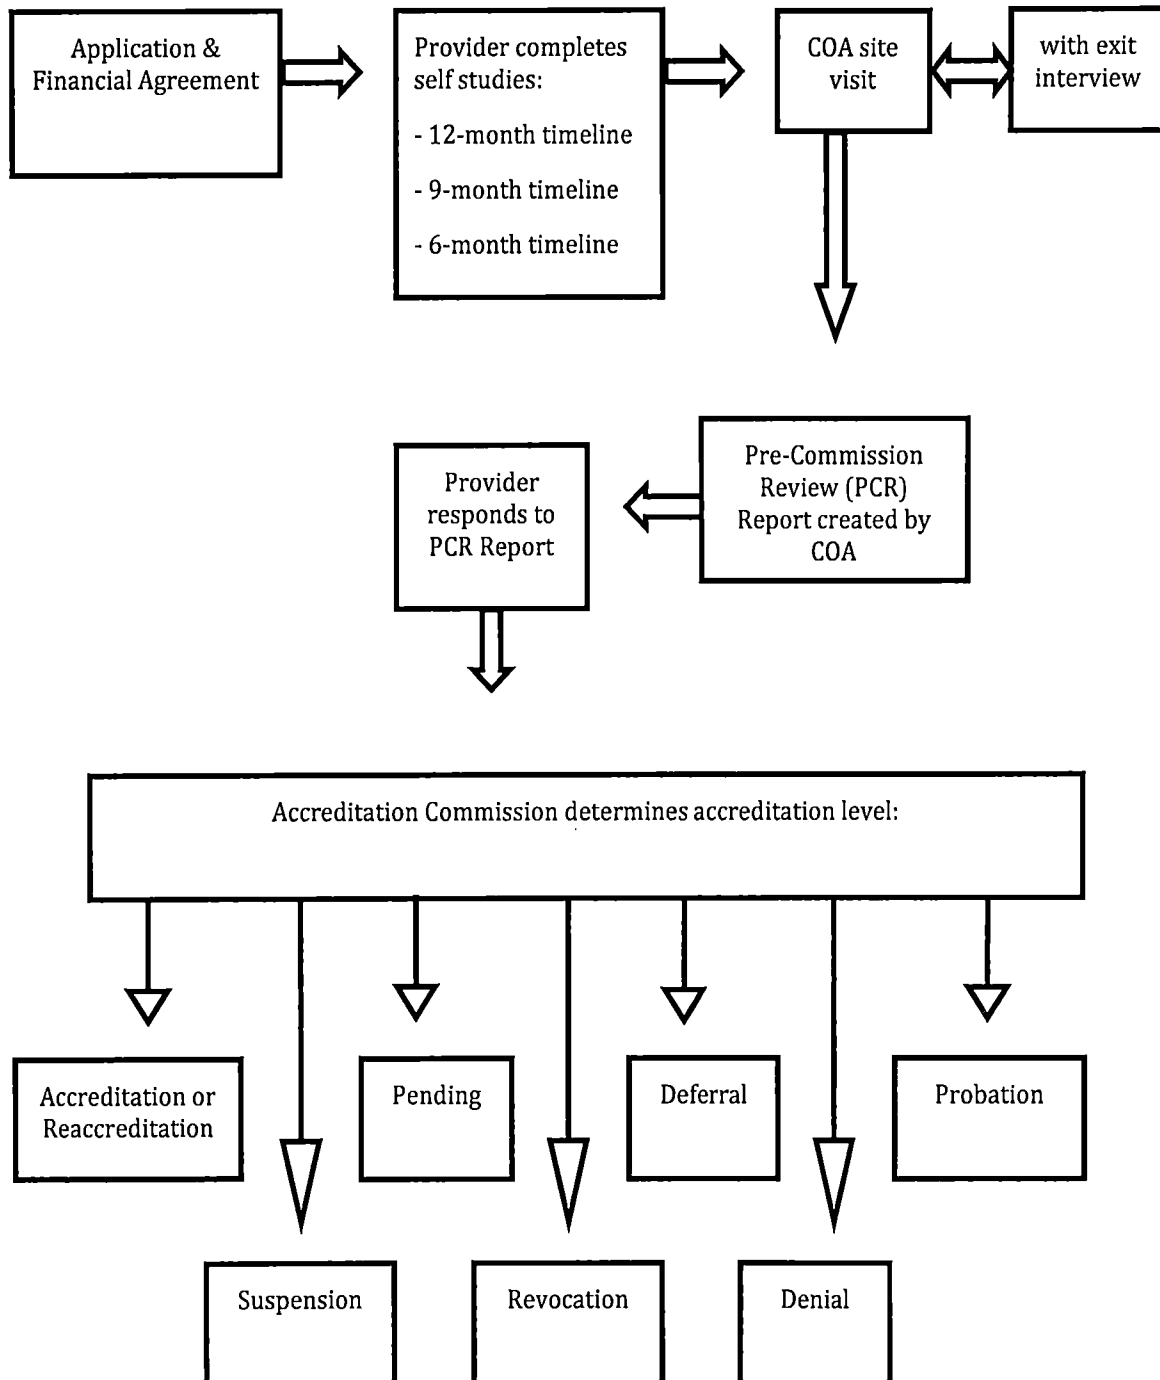 Application &
Financial Agreement
Provider completes
self studies:
- 12-month timeline
- 9-month timeline
- 6-month timeline
COA site
visit
with exit
interview
Pre-Commission
Review (PCR)
Report created by
COA
Provider
responds to
PCR Report
Accreditation Commission determines accreditation level:
Accreditation or
Reaccreditation
Pending
Deferral
Probation
Suspension
Revocation
Denial